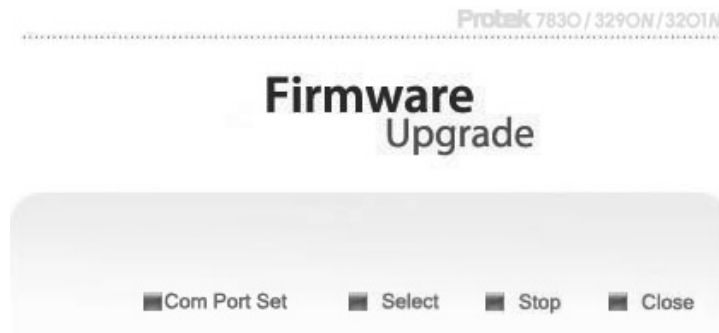 Protek 7830 / 3290N / 3201N
Firmware
Upgrade
Com Port Set Select Stop Close